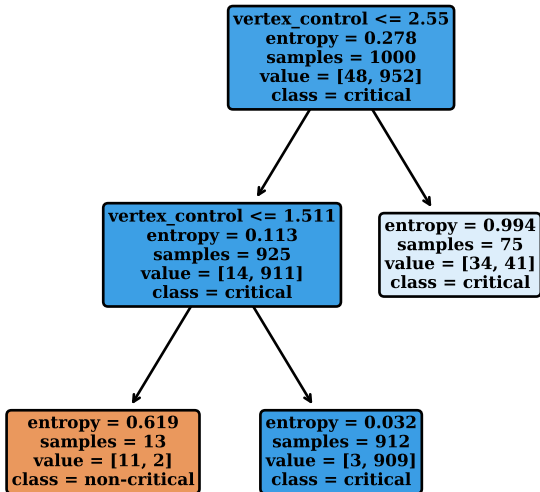 vertex_control <= 2.55
entropy = 0.278
samples = 1000
value = [48, 952]
class = critical
vertex_control <= 1.511
entropy = 0.113
samples = 925
value = [14, 911]
class = critical
entropy = 0.994
samples = 75
value = [34, 41]
class = critical
entropy = 0.619
samples = 13
value = [11, 2]
class = non-critical
entropy = 0.032
samples = 912
value = [3, 909]
class = critical